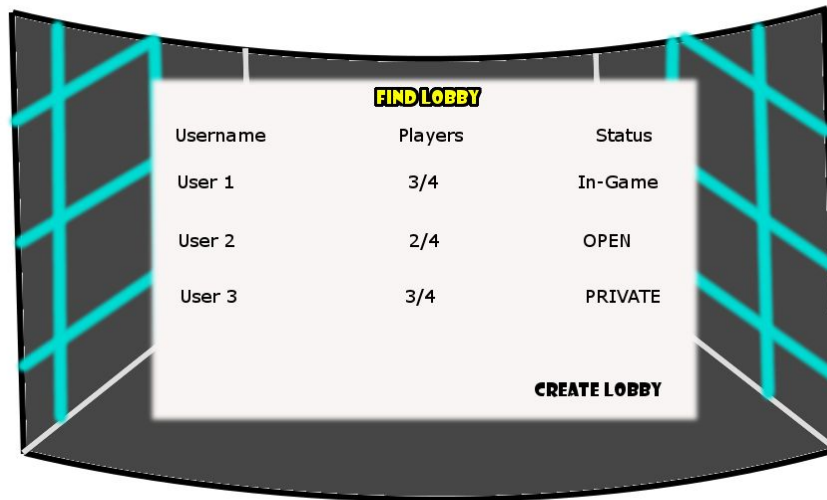 FIND LOBBY
Username Players Status
User 1 3/4 In-Game
User 2 2/4 OPEN
User 3 3/4 PRIVATE
CREATE LOBBY